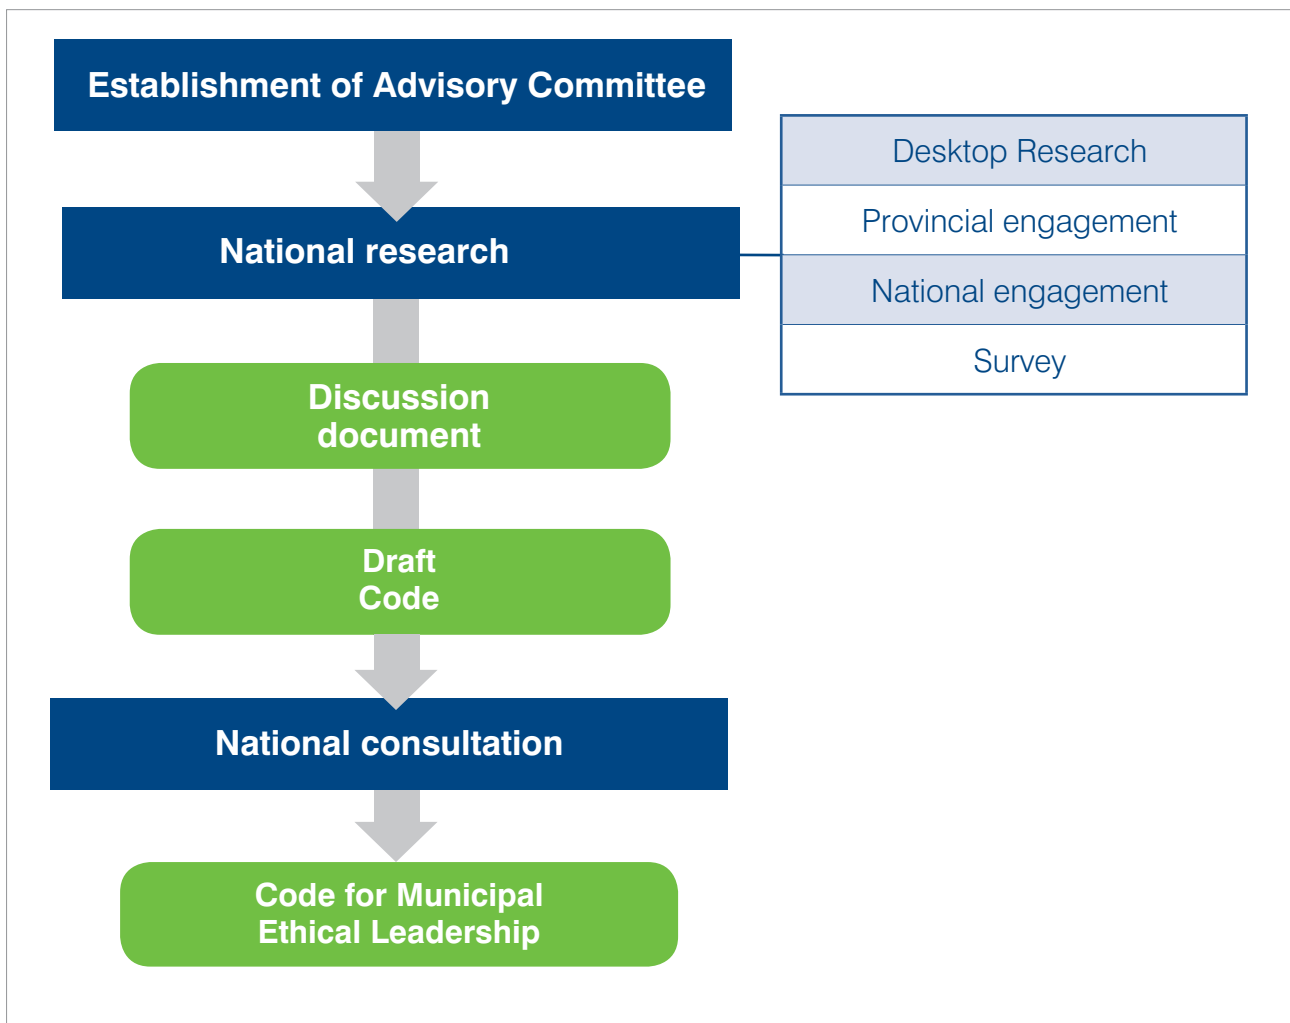 Establishment of Advisory Committee
National research
Desktop Research
Provincial engagement
National engagement
Survey
Discussion
document
Draft
Code
National consultation
Code for Municipal
Ethical Leadership